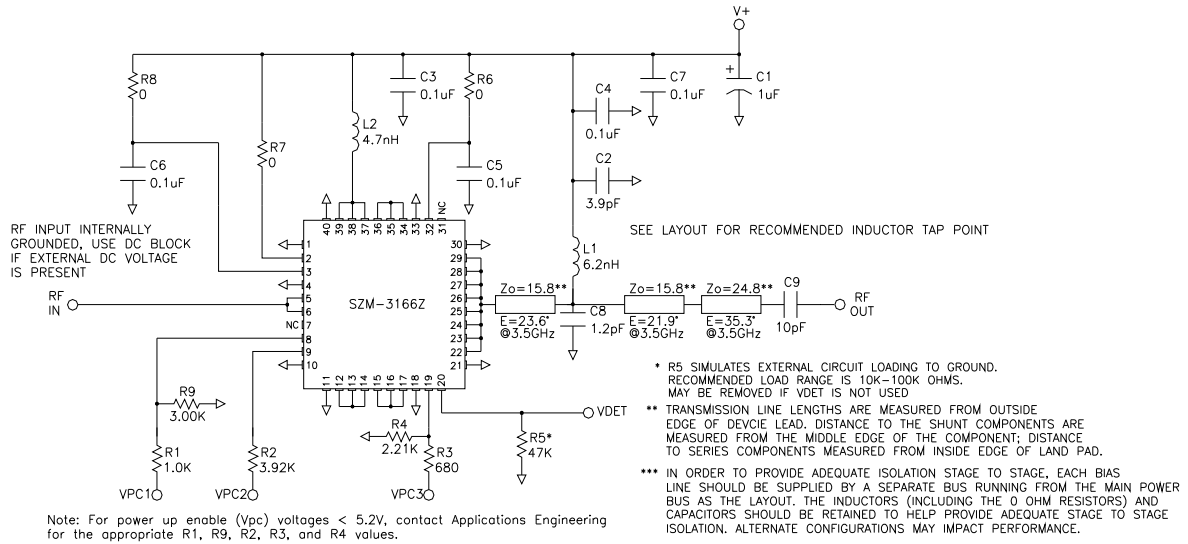 V+
R8
0
R7
0
L2
4.7nH
C3
0.1uF
R6
0
C4
0.1uF
C7
0.1uF
+
C1
1uF
C6
0.1uF
C5
0.1uF
C2
3.9pF
RF INPUT INTERNALLY
GROUNDED, USE DC BLOCK
IF EXTERNAL DC VOLTAGE
IS PRESENT
SEE LAYOUT FOR RECOMMENDED INDUCTOR TAP POINT
40 39 38 37 36 35 34 33 32 31 NC
1
2
3
4
5
6
NC 7
8
9
10
SZM-3166Z
30
29
28
27
26
25
24
23
22
21
11 12 13 14 15 16 17 18 19 20
RF
IN
L1
6.2nH
Zo=15.8**
E=23.6°
@3.5GHz
C8
1.2pF
Zo=15.8**
E=21.9°
@3.5GHz
Zo=24.8**
E=35.3°
@3.5GHz
C9
10pF
RF
OUT
R9
3.00K
R1
1.0K
R2
3.92K
R4
2.21K
R3
680
R5*
47K
VDET
VPC1
VPC2
VPC3
* R5 SIMULATES EXTERNAL CIRCUIT LOADING TO GROUND.
RECOMMENDED LOAD RANGE IS 10K-100K OHMS.
MAY BE REMOVED IF VDET IS NOT USED
** TRANSMISSION LINE LENGTHS ARE MEASURED FROM OUTSIDE
EDGE OF DEVCIE LEAD. DISTANCE TO THE SHUNT COMPONENTS ARE
MEASURED FROM THE MIDDLE EDGE OF THE COMPONENT; DISTANCE
TO SERIES COMPONENTS MEASURED FROM INSIDE EDGE OF LAND PAD.
*** IN ORDER TO PROVIDE ADEQUATE ISOLATION STAGE TO STAGE, EACH BIAS
LINE SHOULD BE SUPPLIED BY A SEPARATE BUS RUNNING FROM THE MAIN POWER
BUS AS THE LAYOUT. THE INDUCTORS (INCLUDING THE 0 OHM RESISTORS) AND
CAPACITORS SHOULD BE RETAINED TO HELP PROVIDE ADEQUATE STAGE TO STAGE
ISOLATION. ALTERNATE CONFIGURATIONS MAY IMPACT PERFORMANCE.
Note: For power up enable (Vpc) voltages < 5.2V, contact Applications Engineering
for the appropriate R1, R9, R2, R3, and R4 values.